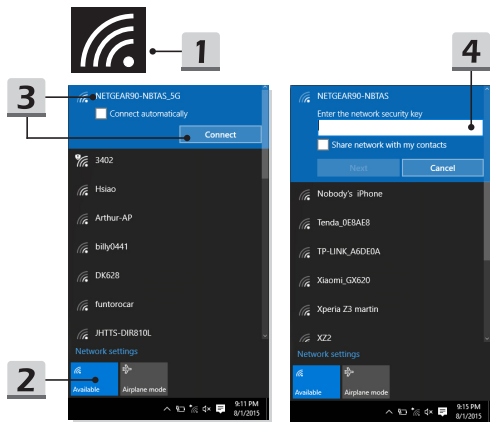 1
3
NETGEAR90-NBTAS_5G
Connect automatically
Connect
3402
Hsiao
Arthur-AP
billy0441
DK628
funtorocar
JHTTS-DIR810L
Network settings
2
Available
Airplane mode
9:11 PM
8/1/2015
4
NETGEAR90-NBTAS
Enter the network security key
Share network with my contacts
Next
Cancel
Nobody's iPhone
Tenda_0E8AE8
TP-LINK_A6DE0A
Xiaomi_GX620
Xperia Z3 martin
XZ2
Network settings
Available
Airplane mode
9:15 PM
8/1/2015